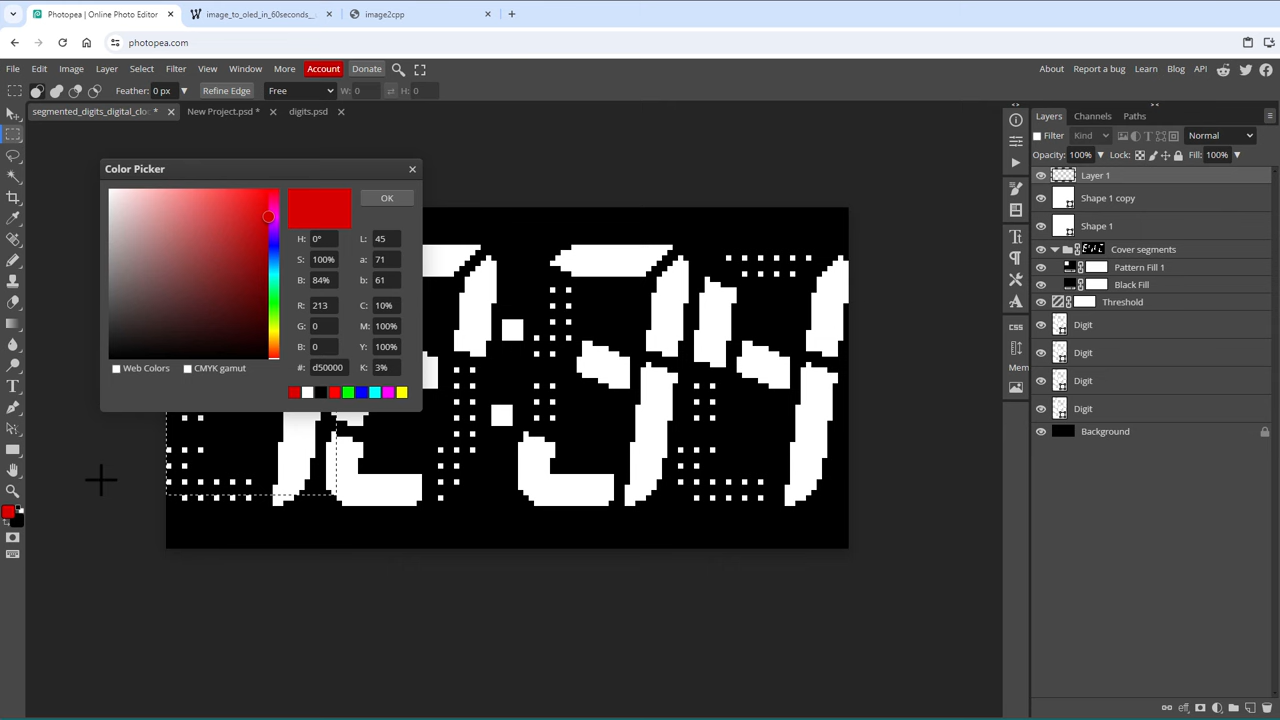 Photopea | Online Photo Editor
image_to_oled_in_60seconds_
image2cpp
photopea.com
File Edit Image Layer Select Filter View Window More Account Donate
About Report a bug Learn Blog API
Feather: 0 px Refine Edge Free W: 0 H: 0
segmented_digits_digital_clo * New Project.psd * digits.psd
Layers Channels Paths
Filter Kind Normal
Opacity: 100% Lock: Fill: 100%
Color Picker
OK
H: 0° L: 45
S: 100% a: 71
B: 84% b: 61
R: 213 C: 10%
G: 0 M: 100%
B: 0 Y: 100%
#: d50000 K: 3%
Web Colors CMYK gamut
css
Mem
Layer 1
Shape 1 copy
Shape 1
Cover segments
Pattern Fill 1
Black Fill
Threshold
Digit
Digit
Digit
Digit
Background
eff